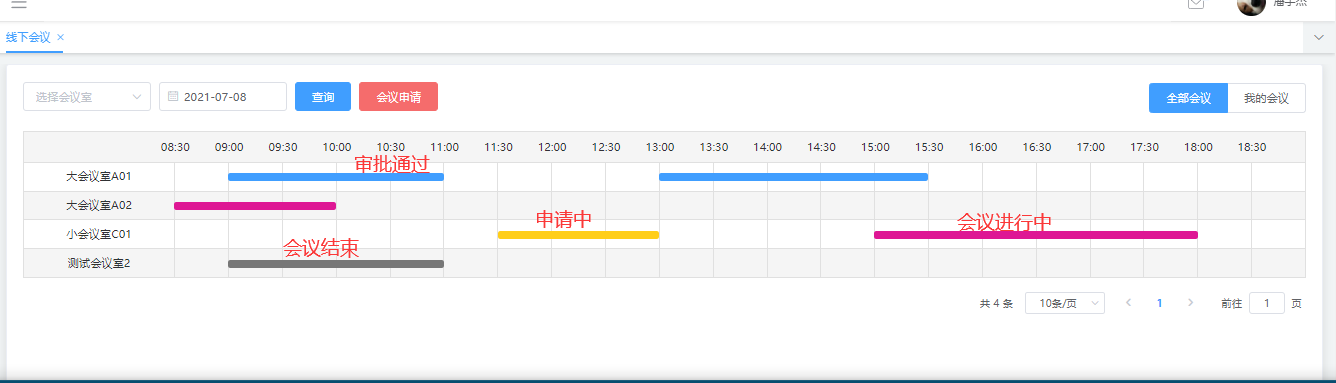 潘子杰
线下会议 ×
选择会议室 2021-07-08 查询 会议申请 全部会议 我的会议
08:30 09:00 09:30 10:00 10:30 11:00 11:30 12:00 12:30 13:00 13:30 14:00 14:30 15:00 15:30 16:00 16:30 17:00 17:30 18:00 18:30
审批通过
大会议室A01
大会议室A02
申请中 会议进行中
小会议室C01
会议结束
测试会议室2
共 4 条 10条/页 1 前往 1 页